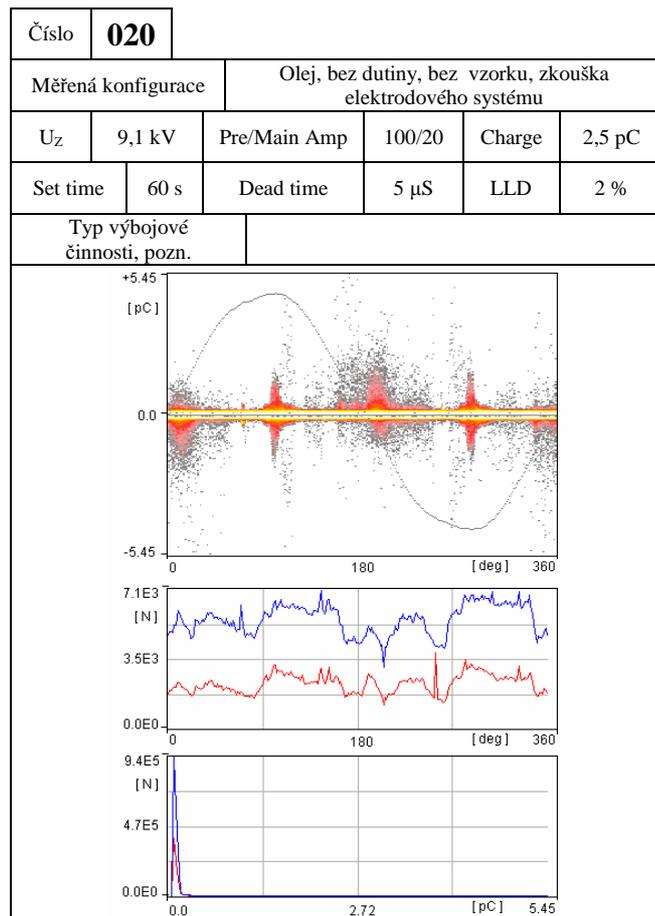 Číslo 020
Měřená konfigurace Olej, bez dutiny, bez vzorku, zkouška
elektrodového systému
UZ 9,1 kV Pre/Main Amp 100/20 Charge 2,5 pC
Set time 60 s Dead time 5 μS LLD 2 %
Typ výbojové
činnosti, pozn.
+5.45
[pC]
0.0
-5.45
0 180 [deg] 360
7.1E3
[N]
3.5E3
0.0E0
0 180 [deg] 360
9.4E5
[N]
4.7E5
0.0E0
0.0 2.72 [pC] 5.45